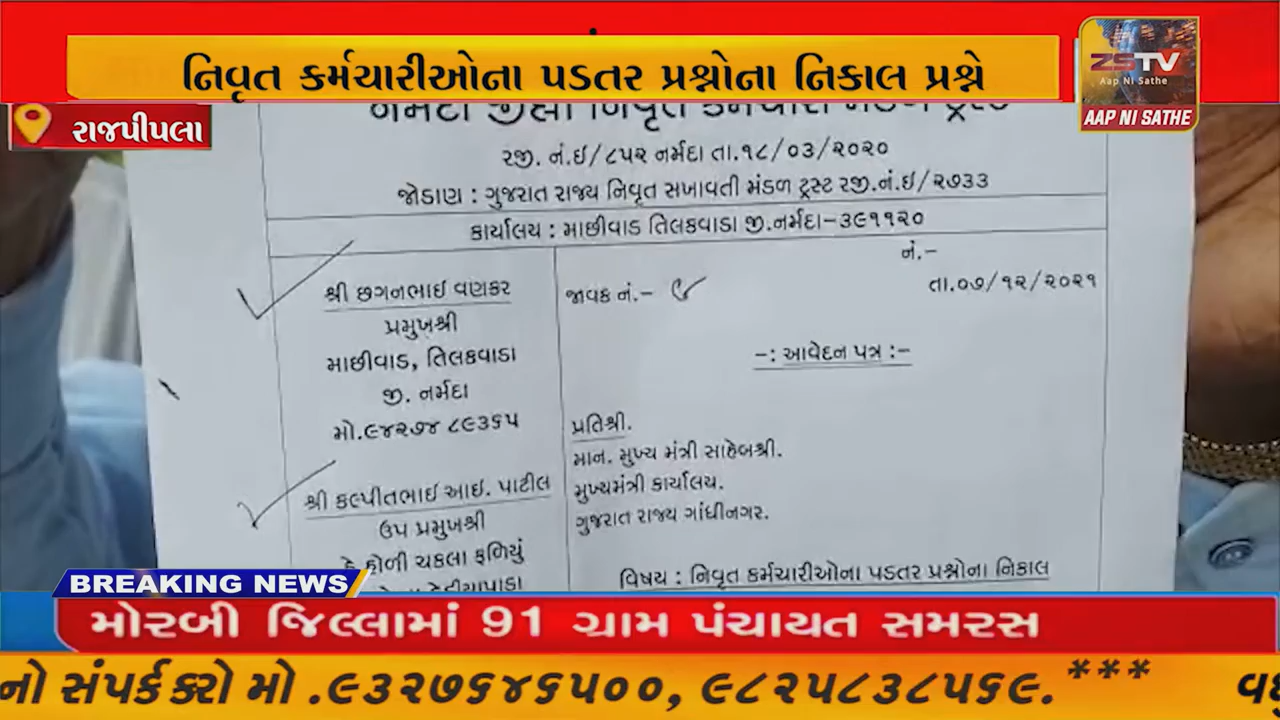 નિવૃત કર્મચારીઓના પડતર પ્રશ્નોના નિકાલ પ્રશ્ને
ZSTV
Aap Ni Sathe
AAP NI SATHE
રાજપીપલા
રજી. નં.ઈ/૮૫૨ નર્મદા તા.૧૮/૦૩/૨૦૨૦
જોડાણ : ગુજરાત રાજ્ય નિવૃત સખાવતી મંડળ ટ્રસ્ટ રજી.નં.ઈ/૨૭૩૩
કાર્યાલય : માછીવાડ તિલકવાડા જી.નર્મદા-૩૯૧૧૨૦
નં.-
જાવક નં.- ૯
તા.૦૭/૧૨/૨૦૨૧
શ્રી છગનભાઈ વણકર
પ્રમુખશ્રી
માછીવાડ, તિલકવાડા
જી. નર્મદા
મો.૯૪૨૭૪ ૮૯૩૬૫
શ્રી કલ્પીતભાઈ આઈ. પાટીલ
ઉપ પ્રમુખશ્રી
કોળી ચકલા ફળિયું
-: આવેદન પત્ર :-
પ્રતિશ્રી.
માન. મુખ્ય મંત્રી સાહેબશ્રી.
મુખ્યમંત્રી કાર્યાલય.
ગુજરાત રાજ્ય ગાંધીનગર.
વિષય : નિવૃત કર્મચારીઓના પડતર પ્રશ્નોના નિકાલ
BREAKING NEWS
મોરબી જિલ્લામાં 91 ગ્રામ પંચાયત સમરસ
નો સંપર્ક કરો મો .૯૩૨૭૬૪૬૫૦૦, ૯૮૨૫૮૩૮૫૬૯.***